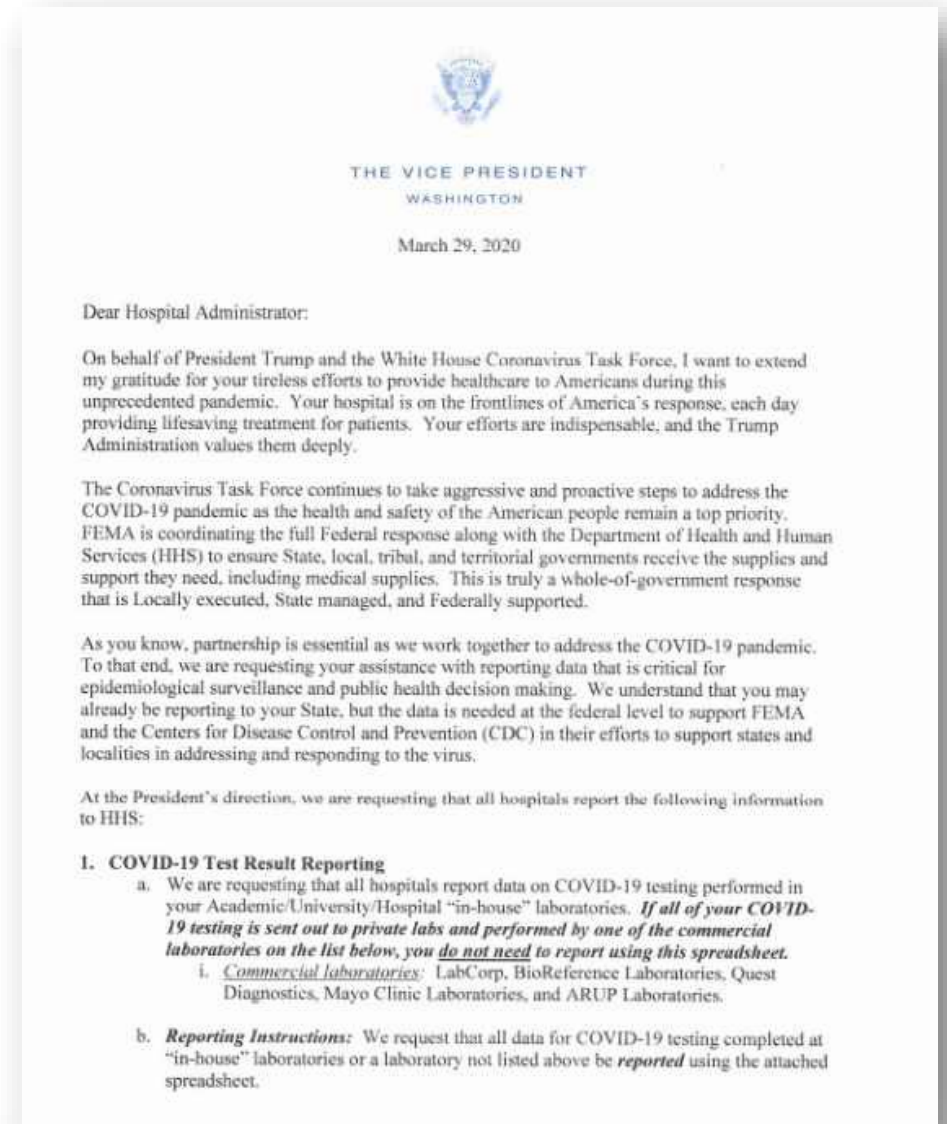 THE VICE PRESIDENT
WASHINGTON
March 29, 2020
Dear Hospital Administrator:
On behalf of President Trump and the White House Coronavirus Task Force, I want to extend
my gratitude for your tireless efforts to provide healthcare to Americans during this
unprecedented pandemic. Your hospital is on the frontlines of America's response, each day
providing lifesaving treatment for patients. Your efforts are indispensable, and the Trump
Administration values them deeply.
The Coronavirus Task Force continues to take aggressive and proactive steps to address the
COVID-19 pandemic as the health and safety of the American people remain a top priority.
FEMA is coordinating the full Federal response along with the Department of Health and Human
Services (HHS) to ensure State, local, tribal, and territorial governments receive the supplies and
support they need, including medical supplies. This is truly a whole-of-government response
that is Locally executed, State managed, and Federally supported.
As you know, partnership is essential as we work together to address the COVID-19 pandemic.
To that end, we are requesting your assistance with reporting data that is critical for
epidemiological surveillance and public health decision making. We understand that you may
already be reporting to your State, but the data is needed at the federal level to support FEMA
and the Centers for Disease Control and Prevention (CDC) in their efforts to support states and
localities in addressing and responding to the virus.
At the President's direction, we are requesting that all hospitals report the following information
to HHS:
1. COVID-19 Test Result Reporting
a. We are requesting that all hospitals report data on COVID-19 testing performed in
your Academic/University/Hospital "in-house" laboratories. If all of your COVID-
19 testing is sent out to private labs and performed by one of the commercial
laboratories on the list below, you do not need to report using this spreadsheet.
i. Commercial laboratories: LabCorp, BioReference Laboratories, Quest
Diagnostics, Mayo Clinic Laboratories, and ARUP Laboratories.
b. Reporting Instructions: We request that all data for COVID-19 testing completed at
"in-house" laboratories or a laboratory not listed above be reported using the attached
spreadsheet.